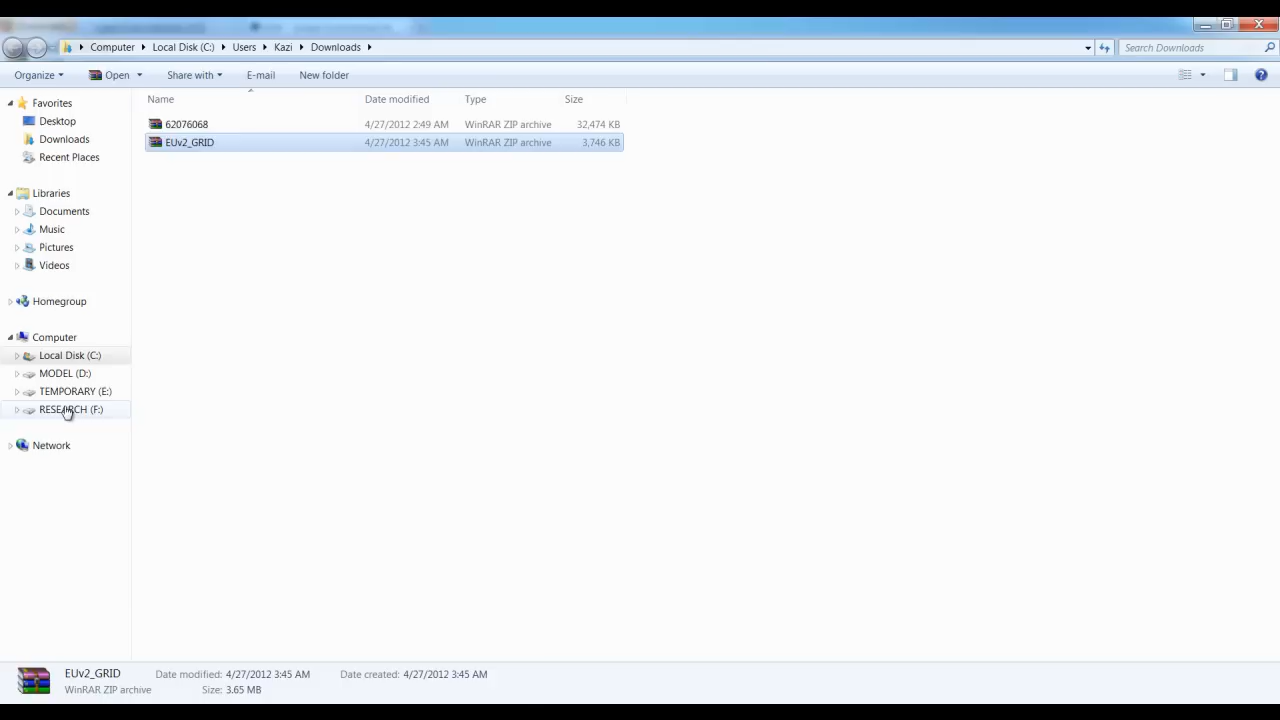 Computer Local Disk (C:) Users Kazi Downloads Search Downloads
Organize Open Share with E-mail New folder
Name Date modified Type Size
62076068 4/27/2012 2:49 AM WinRAR ZIP archive 32,474 KB
EUv2_GRID 4/27/2012 3:45 AM WinRAR ZIP archive 3,746 KB
Favorites
Desktop
Downloads
Recent Places
Libraries
Documents
Music
Pictures
Videos
Homegroup
Computer
Local Disk (C:)
MODEL (D:)
TEMPORARY (E:)
RESEARCH (F:)
Network
EUv2_GRID Date modified: 4/27/2012 3:45 AM Date created: 4/27/2012 3:45 AM
WinRAR ZIP archive Size: 3.65 MB